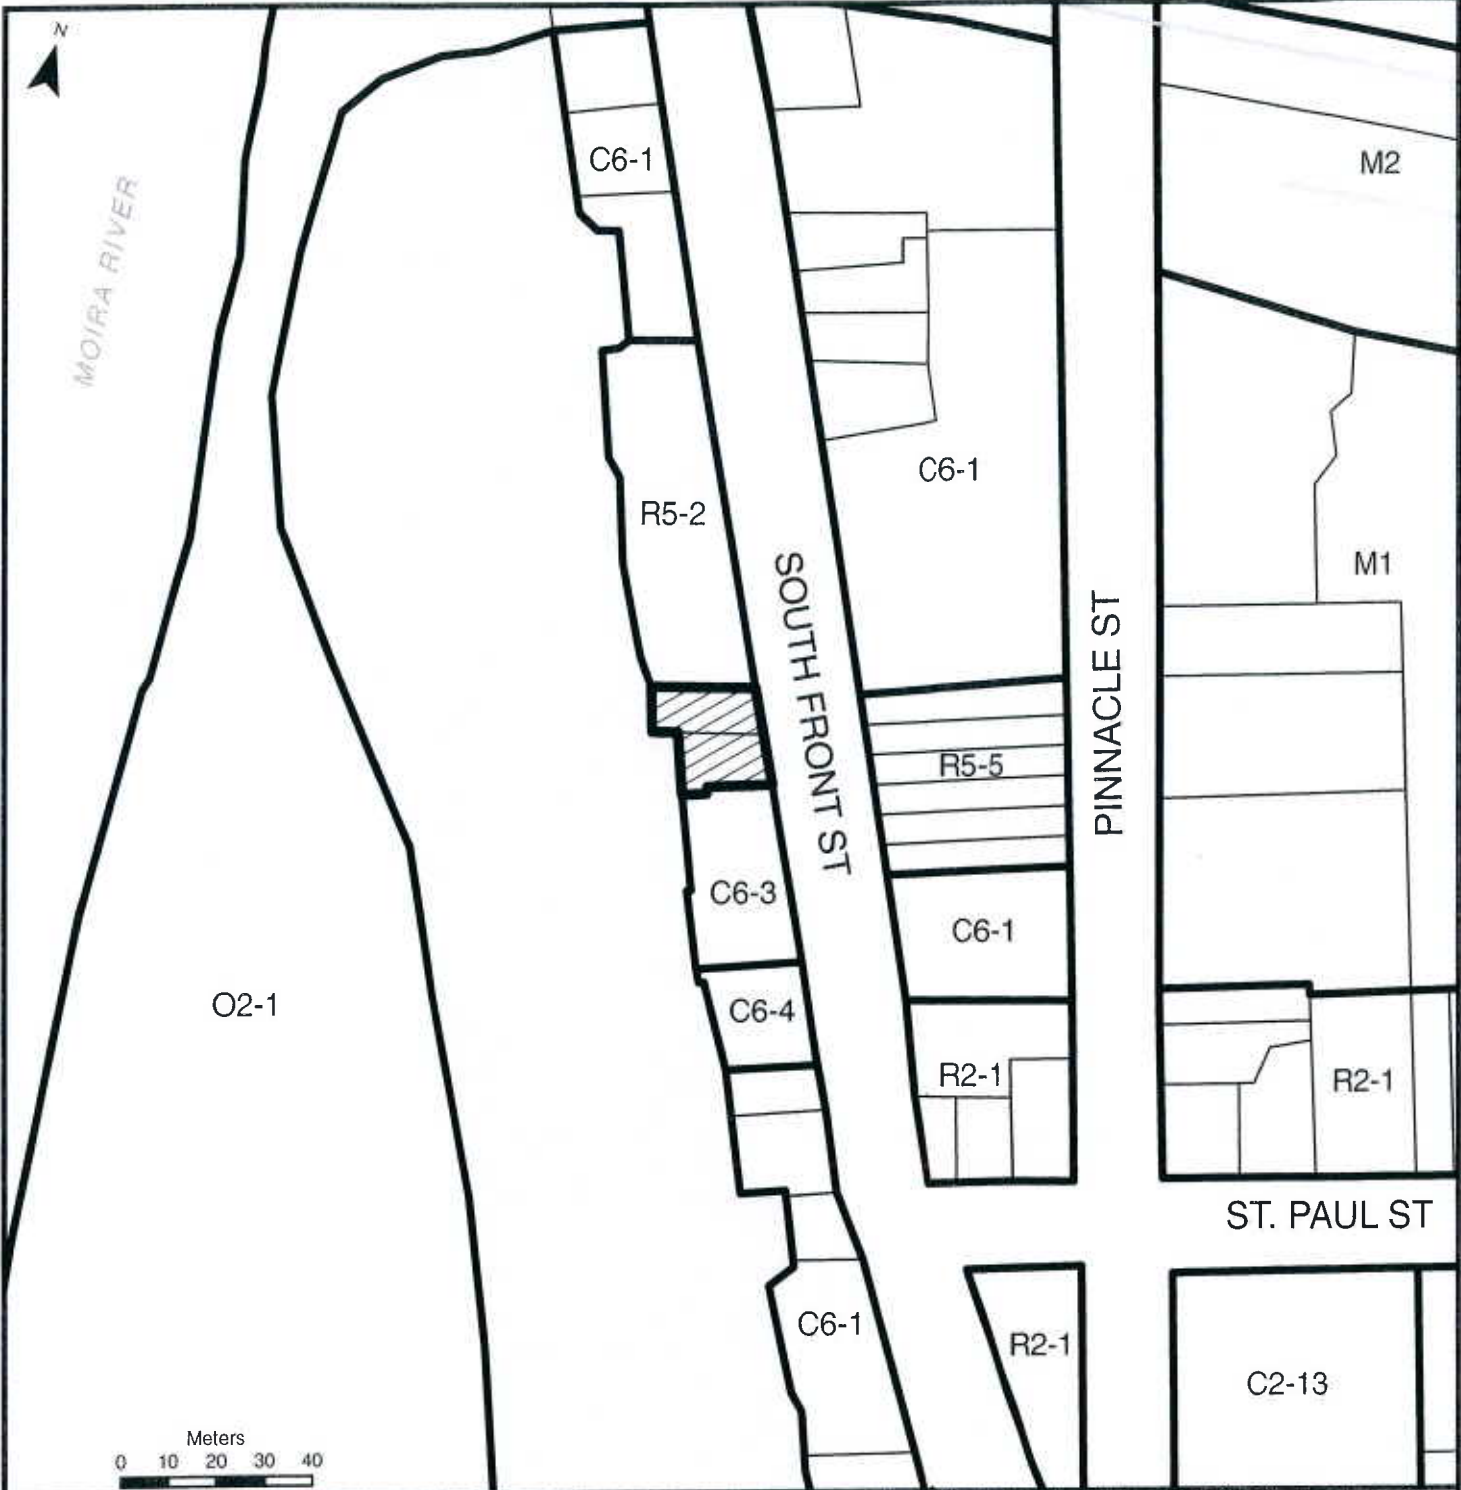 N
C6-1
M2
MOIRA RIVER
C6-1
R5-2
SOUTH FRONT ST
M1
PINNACLE ST
R5-5
C6-3
C6-1
O2-1
C6-4
R2-1
R2-1
ST. PAUL ST
C6-1
R2-1
C2-13
Meters
0 10 20 30 40